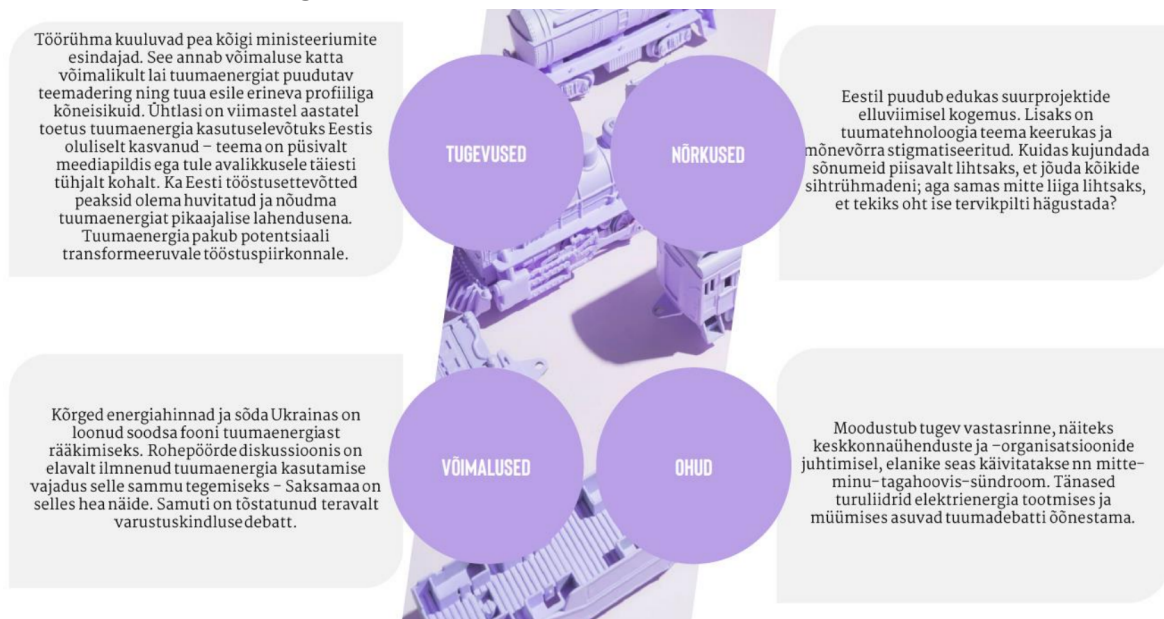 Töörühma kuuluvad pea kõigi ministeeriumite
esindajad. See annab võimaluse katta
võimalikult lai tuumaenergiat puudutav
teemadering ning tuua esile erineva profiiliga
kõneisikuid. Ühtlasi on viimastel aastatel
toetus tuumaenergia kasutuselevõtuks Eestis
oluliselt kasvanud – teema on püsivalt
meediapildis ega tule avalikkusele täiesti
tühjalt kohalt. Ka Eesti tööstusettevõtted
peaksid olema huvitatud ja nõudma
tuumaenergiat pikaajalise lahendusena.
Tuumaenergia pakub potentsiaali
transformeeruvale tööstuspiirkonnale.
TUGEVUSED
NÕRKUSED
Eestil puudub edukas suurprojektide
elluviimisel kogemus. Lisaks on
tuumatehnoloogia teema keerukas ja
mõnevõrra stigmatiseeritud. Kuidas kujundada
sõnumeid piisavalt lihtsaks, et jõuda kõikide
sihtrühmadeni; aga samas mitte liiga lihtsaks,
et tekiks oht ise tervikpilti hägustada?
Kõrged energiahinnad ja sõda Ukrainas on
loonud soodsa fooni tuumaenergiast
rääkimiseks. Rohepöörde diskussioonis on
elavalt ilmnenud tuumaenergia kasutamise
vajadus selle sammu tegemiseks – Saksamaa on
selles hea näide. Samuti on tõstatunud teravalt
varustuskindluse debatt.
VÕIMALUSED
OHUD
Moodustub tugev vastasrinne, näiteks
keskkonnaühenduste ja –organisatsioonide
juhtimisel, elanike seas käivitatakse nn mitte-
minu-tagahoovis-sündroom. Tänased
turuliidrid elektrienergia tootmises ja
müümises asuvad tuumadebatti õõnestama.